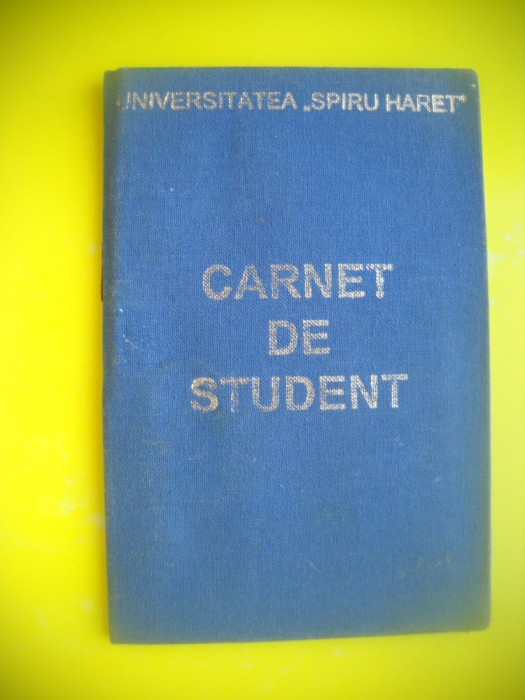 UNIVERSITATEA „SPIRU HARET”
CARNET
DE
STUDENT